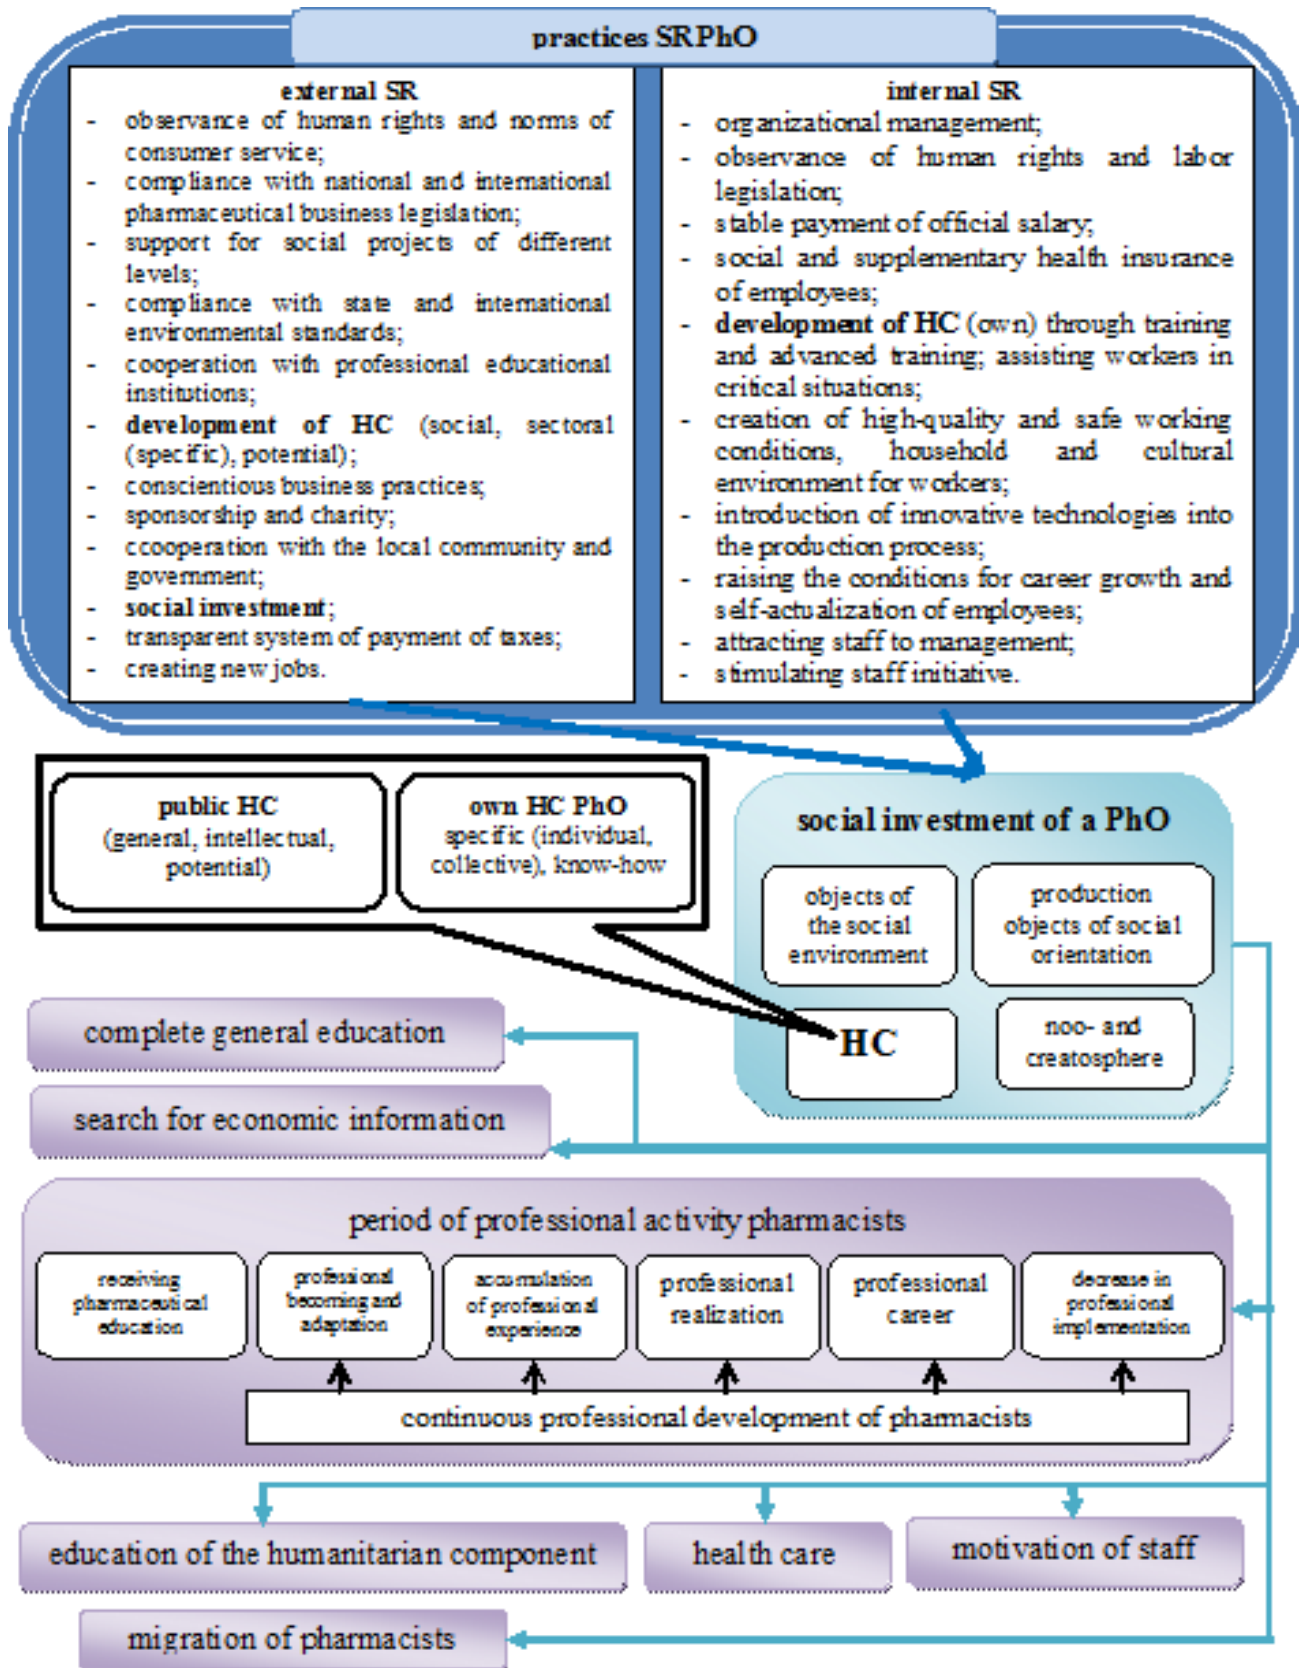 practices SRPhO
external SR
- observance of human rights and norms of
consumer service;
- compliance with national and international
pharmaceutical business legislation;
- support for social projects of different
levels;
- compliance with state and international
environmental standards;
- cooperation with professional educational
institutions;
- development of HC (social, sectoral
(specific), potential);
- conscientious business practices;
- sponsorship and charity;
- ccooperation with the local community and
government;
- social investment;
- transparent system of payment of taxes;
- creating new jobs.
internal SR
- organizational management;
- observance of human rights and labor
legislation;
- stable payment of official salary;
- social and supplementary health insurance
of employees;
- development of HC (own) through training
and advanced training; assisting workers in
critical situations;
- creation of high-quality and safe working
conditions, household and cultural
environment for workers;
- introduction of innovative technologies into
the production process;
- raising the conditions for career growth and
self-actualization of employees;
- attracting staff to management;
- stimulating staff initiative.
public HC
(general, intellectual,
potential)
own HC PhO
specific (individual,
collective), know-how
social investment of a PhO
objects of
the social
environment
production
objects of social
orientation
HC
noo- and
creatosphere
complete general education
search for economic information
period of professional activity pharmacists
receiving
pharmaceutical
education
professional
becoming and
adaptation
accumulation
of professional
experience
professional
realization
professional
career
decrease in
professional
implementation
continuous professional development of pharmacists
education of the humanitarian component
health care
motivation of staff
migration of pharmacists